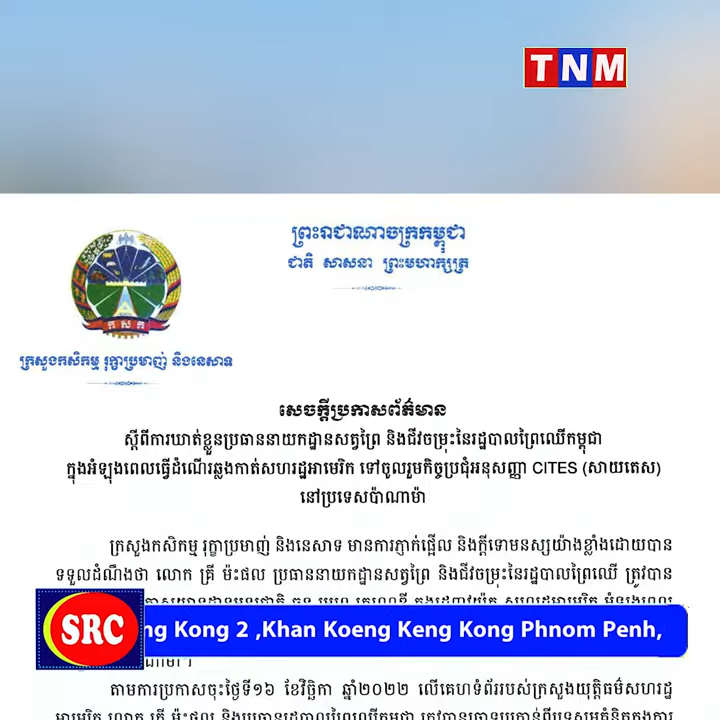 TNM
ព្រះរាជាណាចក្រកម្ពុជា
ជាតិ សាសនា ព្រះមហាក្សត្រ
កសក
ក្រសួងកសិកម្ម រុក្ខាប្រមាញ់ និងនេសាទ
សេចក្តីប្រកាសព័ត៌មាន
ស្តីពីការឃាត់ខ្លួនប្រធាននាយកដ្ឋានសត្វព្រៃ និងជីវចម្រុះនៃរដ្ឋបាលព្រៃឈើកម្ពុជា
ក្នុងអំឡុងពេលធ្វើដំណើរឆ្លងកាត់សហរដ្ឋអាមេរិក ទៅចូលរួមកិច្ចប្រជុំអនុសញ្ញា CITES (សាយតេស)
នៅប្រទេសប៉ាណាម៉ា
ក្រសួងកសិកម្ម រុក្ខាប្រមាញ់ និងនេសាទ មានការភ្ញាក់ផ្អើល និងក្តីទោមនស្សយ៉ាងខ្លាំងដោយបាន
ទទួលដំណឹងថា លោក គ្រី ម៉ះផល ប្រធាននាយកដ្ឋានសត្វព្រៃ និងជីវចម្រុះនៃរដ្ឋបាលព្រៃឈើ ត្រូវបាន
SRC
ng Kong 2 ,Khan Koeng Keng Kong Phnom Penh,
តាមការប្រកាសចុះថ្ងៃទី១៦ ខែវិច្ឆិកា ឆ្នាំ២០២២ លើគេហទំព័ររបស់ក្រសួងយុត្តិធម៌សហរដ្ឋ